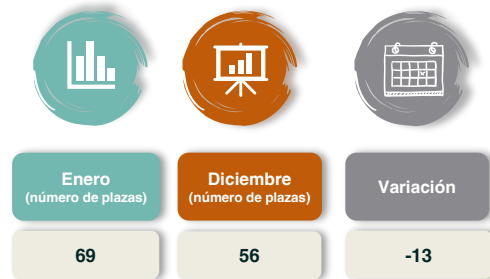 Enero
(número de plazas)
Diciembre
(número de plazas)
Variación
69
56
-13